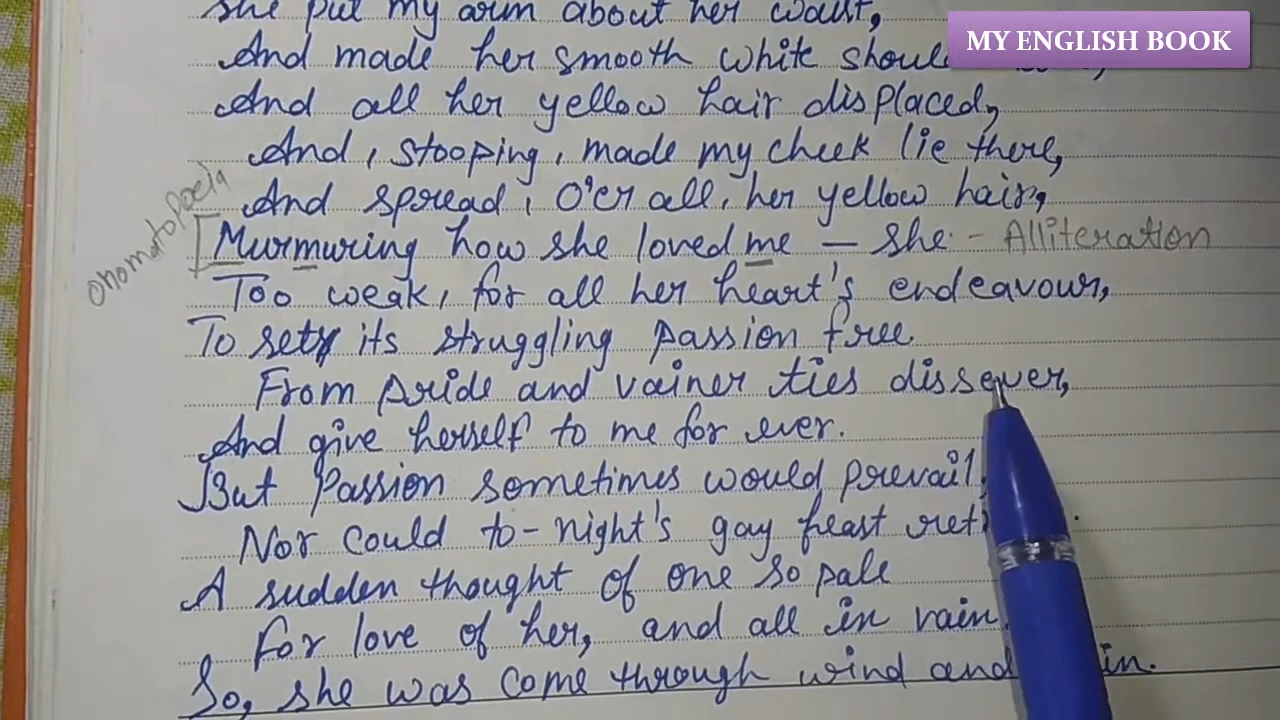 She put my arm about her waist,
MY ENGLISH BOOK
And made her smooth white
And all her yellow hair displaced,
And, stooping, made my cheek lie there,
And spread, O'er all, her yellow hair,
Onomatopoeia
Murmuring how she loved me — she - Alliteration
Too weak, for all her heart's endeavour,
To set its struggling passion free
From pride and vainer ties dissever,
And give herself to me for ever.
But Passion sometimes would prevail,
Nor could to-night's gay feast
A sudden thought of one so pale
For love of her, and all in vain.
So, she was come through wind and